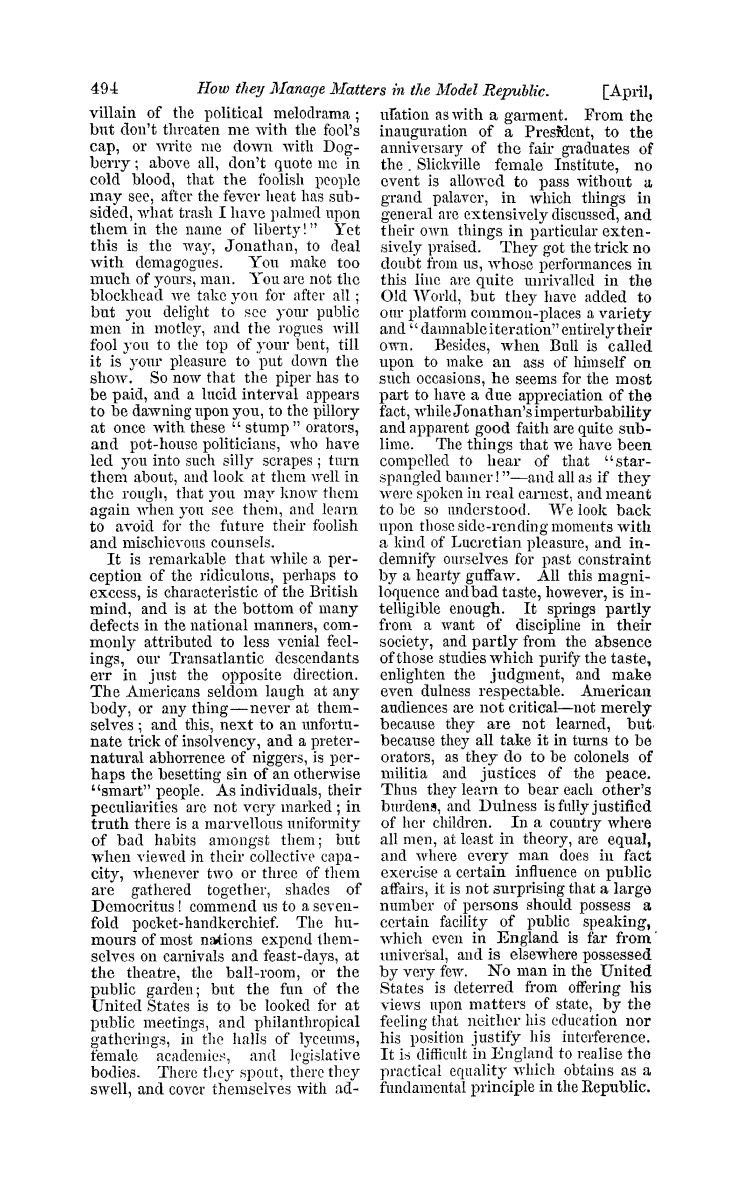 494 How they Manage Matters in the Model Republic. [April,
villain of the political melodrama ;
but don't threaten me with the fool's
cap, or write me down with Dog-
berry ; above all, don't quote me in
cold blood, that the foolish people
may see, after the fever heat has sub-
sided, what trash I have palmed upon
them in the name of liberty!" Yet
this is the way, Jonathan, to deal
with demagogues. You make too
much of yours, man. You are not the
blockhead we take you for after all ;
but you delight to see your public
men in motley, and the rogues will
fool you to the top of your bent, till
it is your pleasure to put down the
show. So now that the piper has to
be paid, and a lucid interval appears
to be dawning upon you, to the pillory
at once with these " stump " orators,
and pot-house politicians, who have
led you into such silly scrapes ; turn
them about, and look at them well in
the rough, that you may know them
again when you see them, and learn
to avoid for the future their foolish
and mischievous counsels.
It is remarkable that while a per-
ception of the ridiculous, perhaps to
excess, is characteristic of the British
mind, and is at the bottom of many
defects in the national manners, com-
monly attributed to less venial feel-
ings, our Transatlantic descendants
err in just the opposite direction.
The Americans seldom laugh at any
body, or any thing—never at them-
selves ; and this, next to an unfortu-
nate trick of insolvency, and a preter-
natural abhorrence of niggers, is per-
haps the besetting sin of an otherwise
"smart" people. As individuals, their
peculiarities are not very marked ; in
truth there is a marvellous uniformity
of bad habits amongst them ; but
when viewed in their collective capa-
city, whenever two or three of them
are gathered together, shades of
Democritus ! commend us to a seven-
fold pocket-handkerchief. The hu-
mours of most nations expend them-
selves on carnivals and feast-days, at
the theatre, the ball-room, or the
public garden ; but the fun of the
United States is to be looked for at
public meetings, and philanthropical
gatherings, in the halls of lyceums,
female academies, and legislative
bodies. There they spout, there they
swell, and cover themselves with ad-
ulation as with a garment. From the
inauguration of a President, to the
anniversary of the fair graduates of
the . Slickville female Institute, no
event is allowed to pass without a
grand palaver, in which things in
general are extensively discussed, and
their own things in particular exten-
sively praised. They got the trick no
doubt from us, whose performances in
this line are quite unrivalled in the
Old World, but they have added to
our platform common-places a variety
and " damnable iteration" entirely their
own. Besides, when Bull is called
upon to make an ass of himself on
such occasions, he seems for the most
part to have a due appreciation of the
fact, while Jonathan's imperturbability
and apparent good faith are quite sub-
lime. The things that we have been
compelled to hear of that "star-
spangled banner!"—and all as if they
were spoken in real earnest, and meant
to be so understood. We look back
upon those side-rending moments with
a kind of Lucretian pleasure, and in-
demnify ourselves for past constraint
by a hearty guffaw. All this magni-
loquence and bad taste, however, is in-
telligible enough. It springs partly
from a want of discipline in their
society, and partly from the absence
of those studies which purify the taste,
enlighten the judgment, and make
even dulness respectable. American
audiences are not critical—not merely
because they are not learned, but
because they all take it in turns to be
orators, as they do to be colonels of
militia and justices of the peace.
Thus they learn to bear each other's
burdens, and Dulness is fully justified
of her children. In a country where
all men, at least in theory, are equal,
and where every man does in fact
exercise a certain influence on public
affairs, it is not surprising that a large
number of persons should possess a
certain facility of public speaking,
which even in England is far from
universal, and is elsewhere possessed
by very few. No man in the United
States is deterred from offering his
views upon matters of state, by the
feeling that neither his education nor
his position justify his interference.
It is difficult in England to realise the
practical equality which obtains as a
fundamental principle in the Republic.